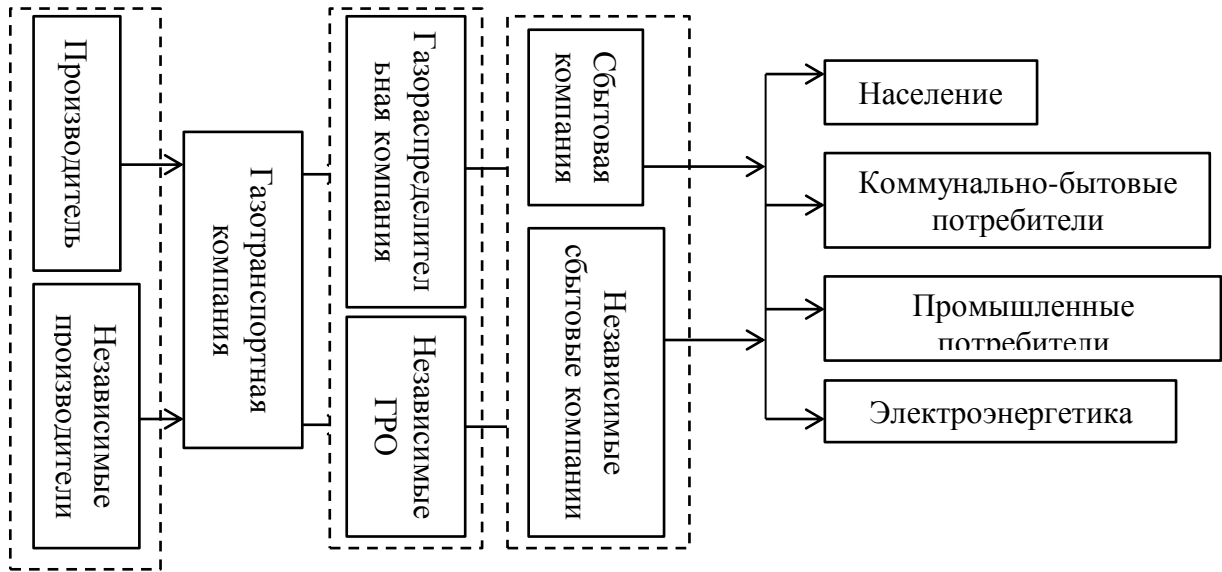 Производитель
Независимые
производители
Газотранспортная
компания
Газораспределител
ьная компания
Независимые
ГРО
Сбытовая
компания
Независимые
сбытовые компании
Население
Коммунально-бытовые
потребители
Промышленные
потребители
Электроэнергетика